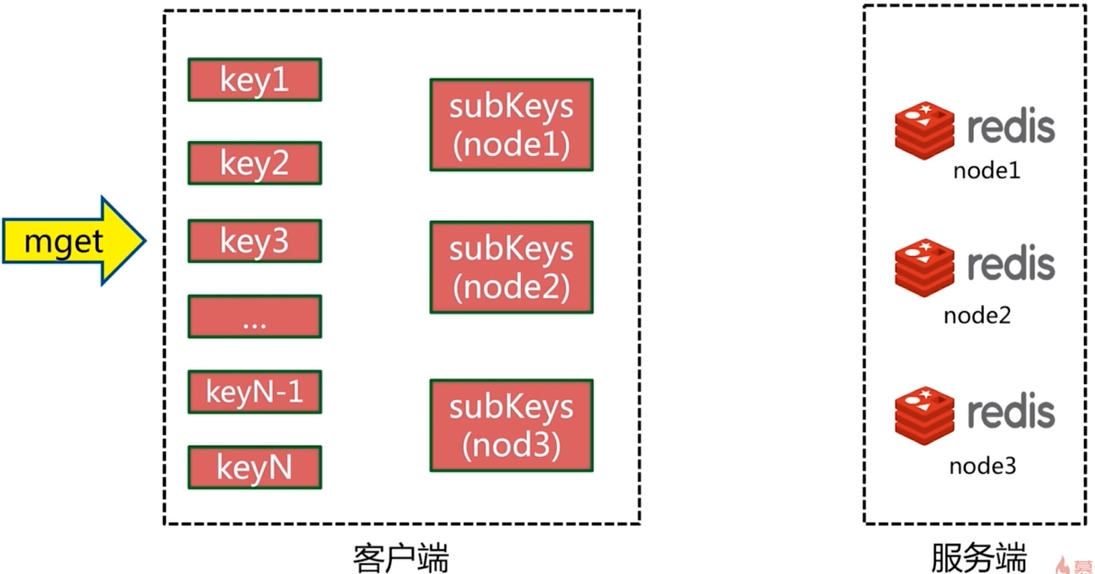 mget
key1
key2
key3
...
keyN-1
keyN
subKeys
(node1)
subKeys
(node2)
subKeys
(nod3)
客户端
redis
node1
redis
node2
redis
node3
服务端